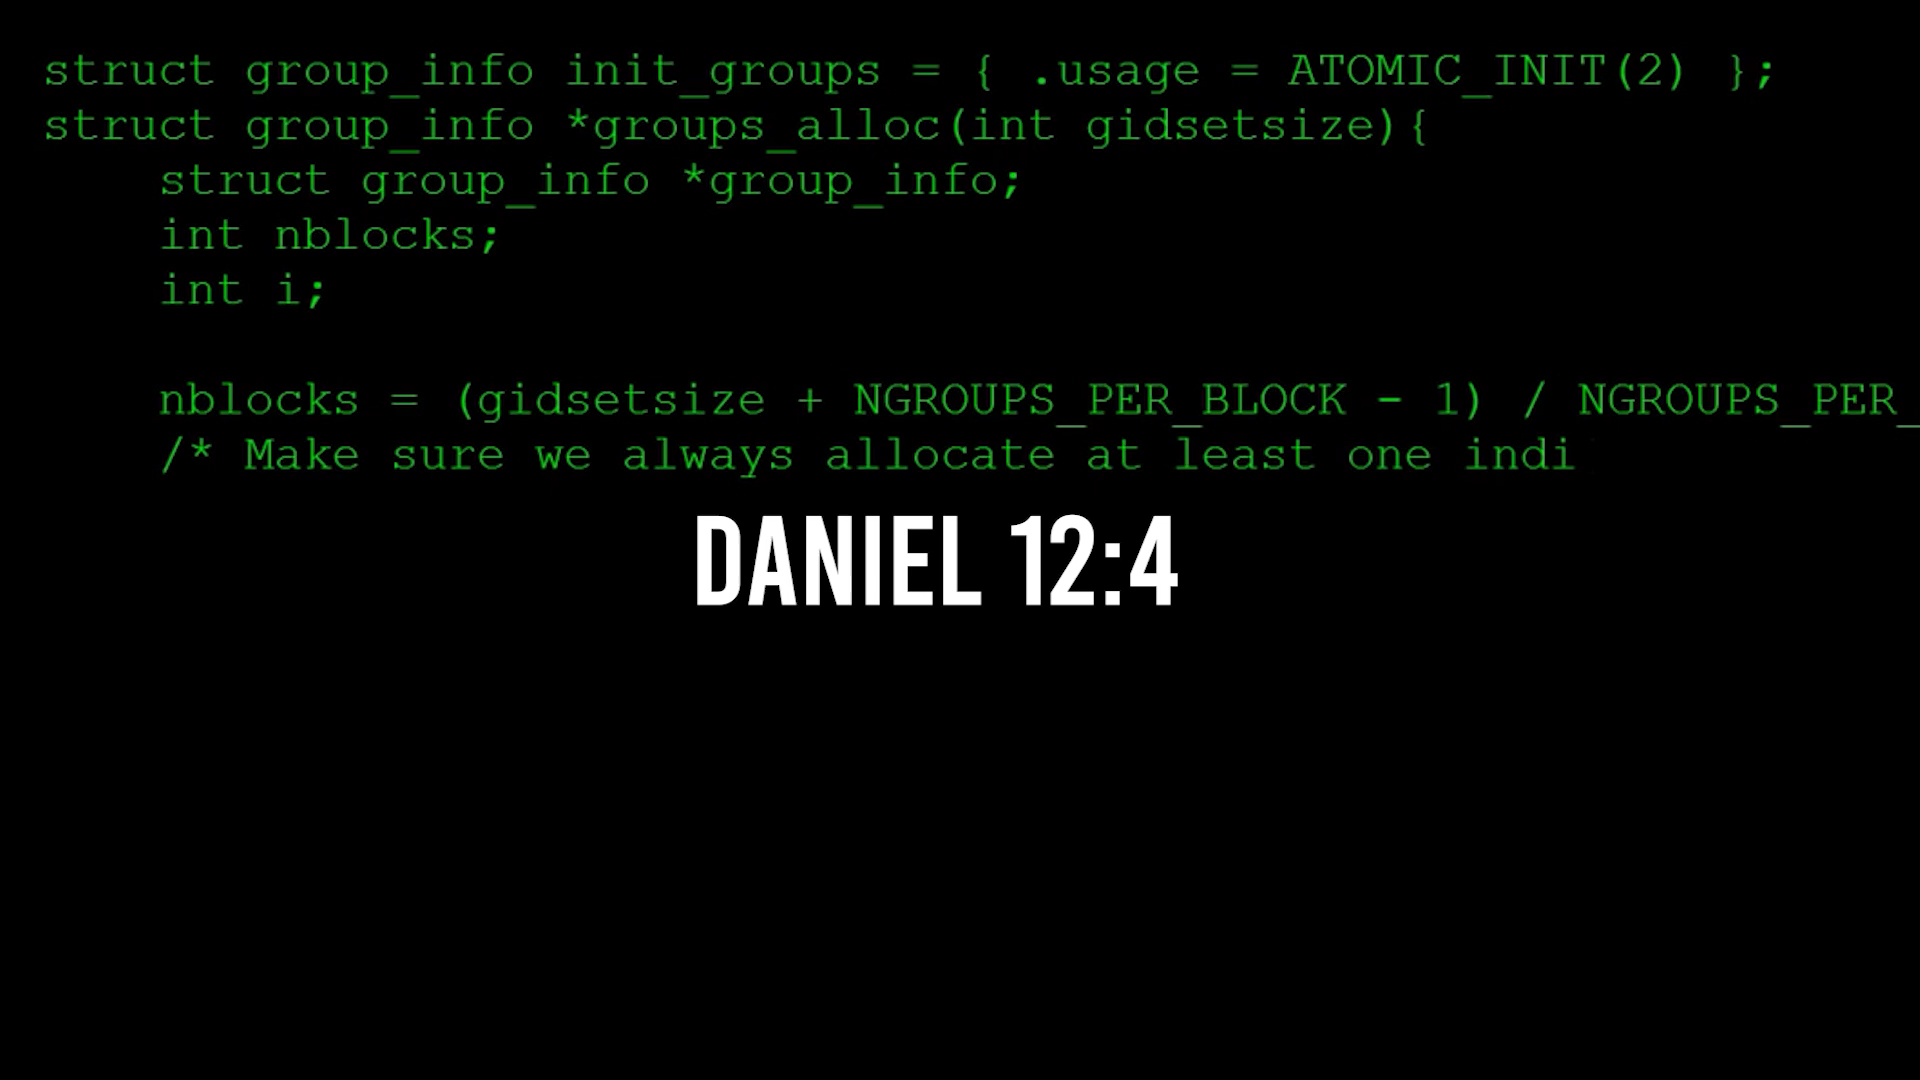 struct group_info init_groups = { .usage = ATOMIC_INIT(2) };
struct group_info *groups_alloc(int gidsetsize){
    struct group_info *group_info;
    int nblocks;
    int i;
    nblocks = (gidsetsize + NGROUPS_PER_BLOCK - 1) / NGROUPS_PER_
    /* Make sure we always allocate at least one indi
DANIEL 12:4